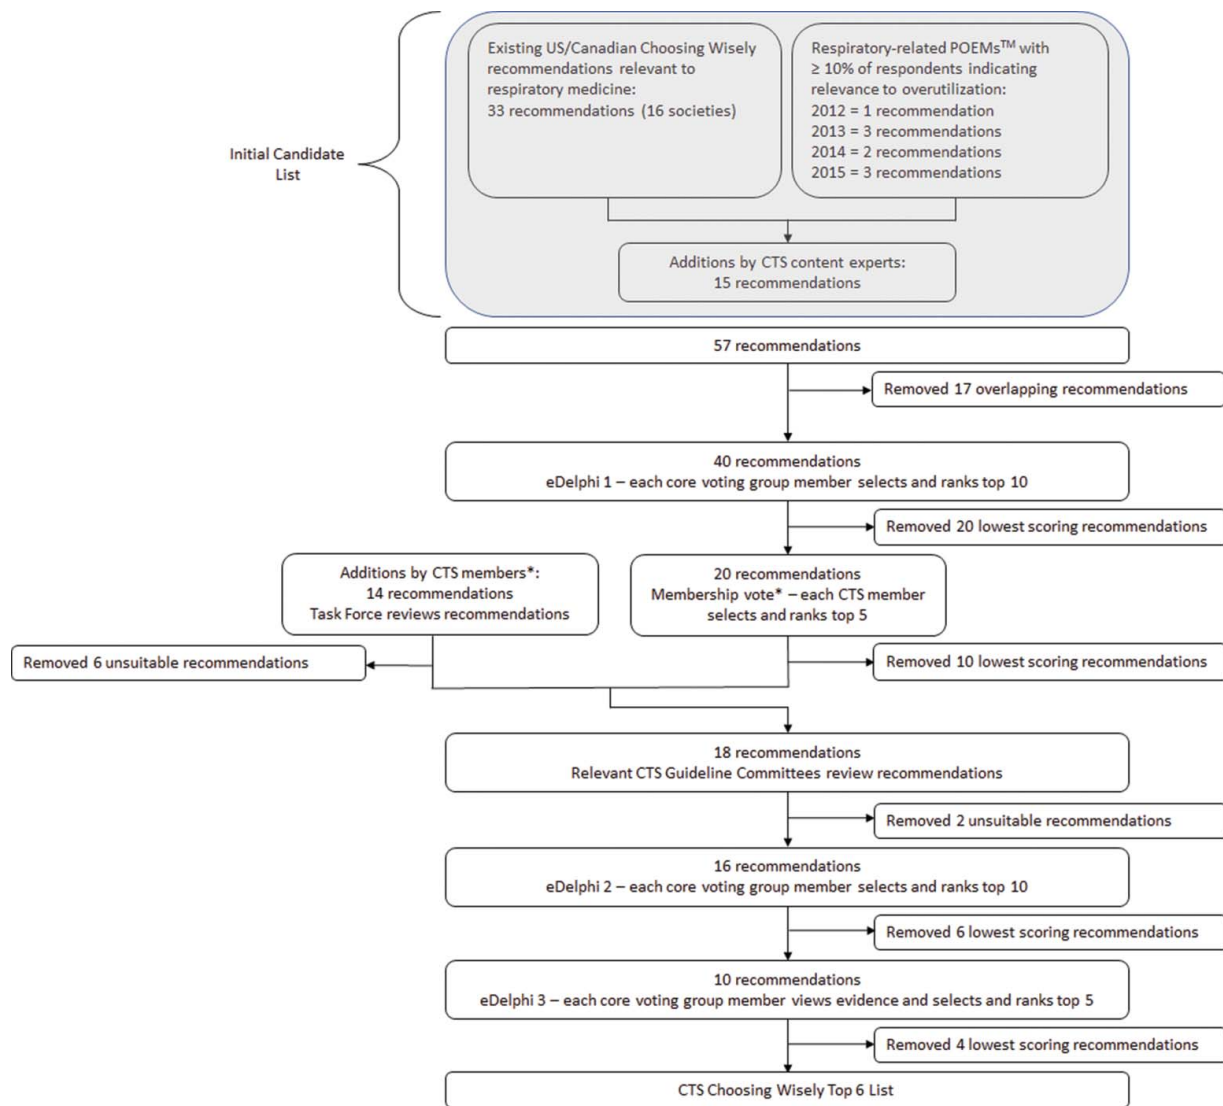 Existing US/Canadian Choosing Wisely
recommendations relevant to
respiratory medicine:
33 recommendations (16 societies)
Respiratory-related POEMs™ with
≥ 10% of respondents indicating
relevance to overutilization:
2012 = 1 recommendation
2013 = 3 recommendations
2014 = 2 recommendations
2015 = 3 recommendations
Initial Candidate
List
Additions by CTS content experts:
15 recommendations
57 recommendations
Removed 17 overlapping recommendations
40 recommendations
eDelphi 1 – each core voting group member selects and ranks top 10
Removed 20 lowest scoring recommendations
Additions by CTS members*:
14 recommendations
Task Force reviews recommendations
20 recommendations
Membership vote* – each CTS member
selects and ranks top 5
Removed 6 unsuitable recommendations
Removed 10 lowest scoring recommendations
18 recommendations
Relevant CTS Guideline Committees review recommendations
Removed 2 unsuitable recommendations
16 recommendations
eDelphi 2 – each core voting group member selects and ranks top 10
Removed 6 lowest scoring recommendations
10 recommendations
eDelphi 3 – each core voting group member views evidence and selects and ranks top 5
Removed 4 lowest scoring recommendations
CTS Choosing Wisely Top 6 List